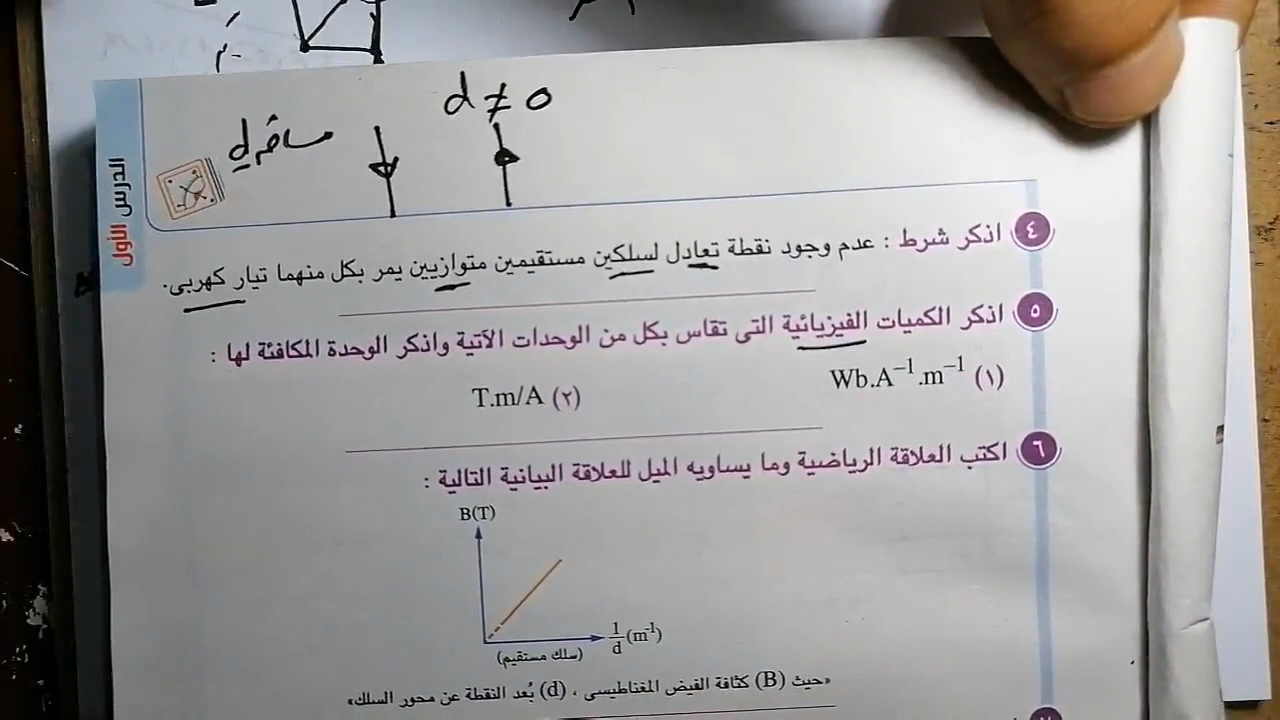 d ≠ 0
الدرس الأول
٤ اذكر شرط : عدم وجود نقطة تعادل لسلكين مستقيمين متوازيين يمر بكل منهما تيار كهربى.
٥ اذكر الكميات الفيزيائية التى تقاس بكل من الوحدات الآتية واذكر الوحدة المكافئة لها :
(١) Wb.A⁻¹.m⁻¹
(٢) T.m/A
٦ اكتب العلاقة الرياضية وما يساويه الميل للعلاقة البيانية التالية :
B(T)
1/d (m⁻¹)
(سلك مستقيم)
«حيث (B) كثافة الفيض المغناطيسى ، (d) بُعد النقطة عن محور السلك»